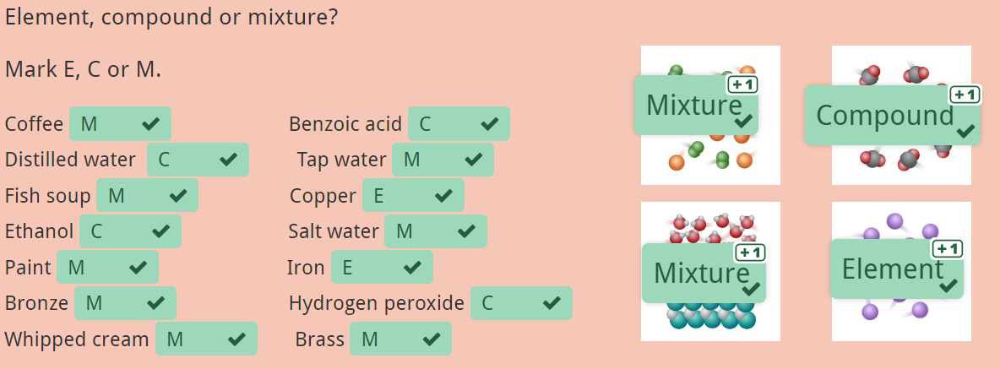 Element, compound or mixture?
Mark E, C or M.
Coffee M
Distilled water C
Fish soup M
Ethanol C
Paint M
Bronze M
Whipped cream M
Benzoic acid C
Tap water M
Copper E
Salt water M
Iron E
Hydrogen peroxide C
Brass M
+1
Mixture
+1
Compound
+1
Mixture
+1
Element